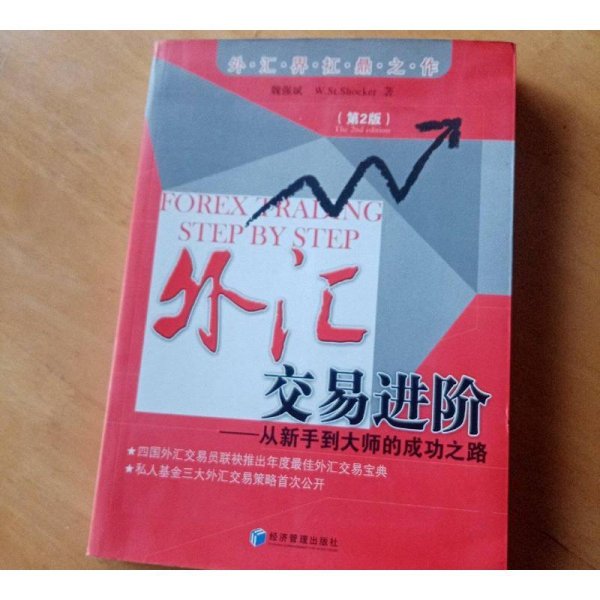 外·汇·界·扛·鼎·之·作
魏强斌 W.St.Shocker 著
（第2版）
The 2nd edition
FOREX TRADING
STEP BY STEP
外汇
交易进阶
——从新手到大师的成功之路
★四国外汇交易员联袂推出年度最佳外汇交易宝典
★私人基金三大外汇交易策略首次公开
经济管理出版社